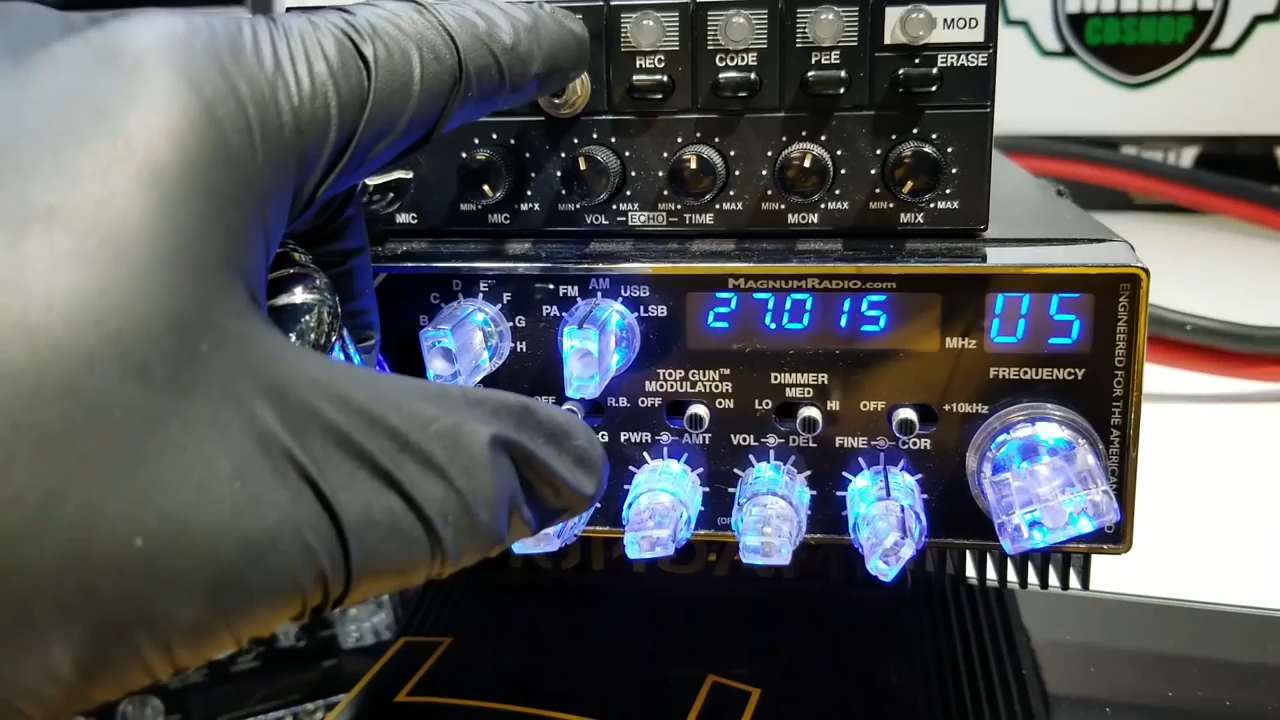 CBSHOP
REC
CODE
PEE
MOD
ERASE
MIC
MIN MAX
MIC
MIN MAX
VOL
ECHO
MIN MAX
TIME
MIN MAX
MON
MIN MAX
MIX
MAGNUMRADIO.com
27.015
MHz
05
FREQUENCY
B
C
D
E
F
G
H
PA
FM
AM
USB
LSB
OFF R.B.
TOP GUN™
MODULATOR
OFF ON
DIMMER
MED
LO HI
OFF +10kHz
G
PWR AMT
VOL DEL
FINE COR
ENGINEERED FOR THE AMERICAN